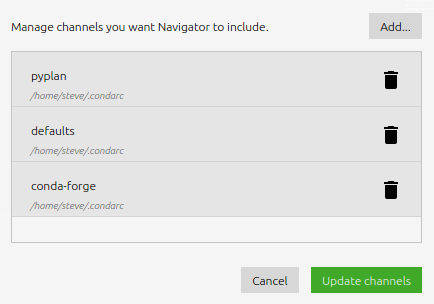 Manage channels you want Navigator to include.
Add...
pyplan
/home/steve/.condarc
defaults
/home/steve/.condarc
conda-forge
/home/steve/.condarc
Cancel
Update channels